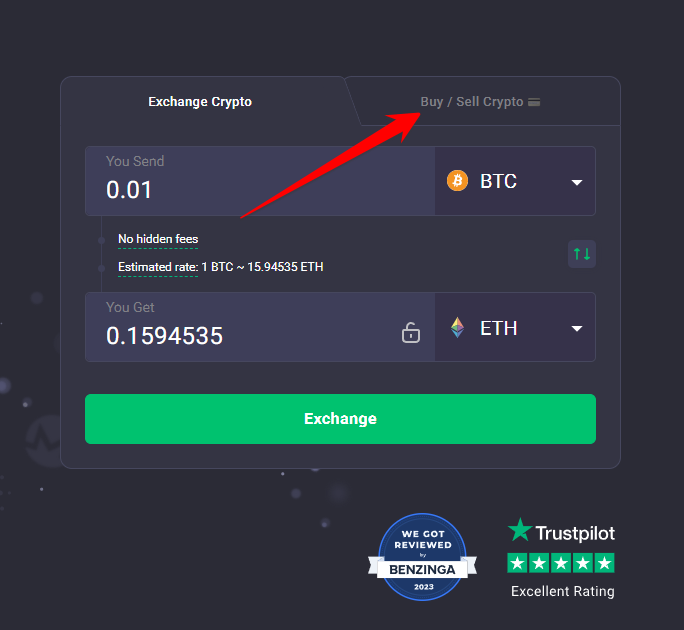 Exchange Crypto
Buy / Sell Crypto
You Send
0.01
BTC
No hidden fees
Estimated rate: 1 BTC ~ 15.94535 ETH
You Get
0.1594535
ETH
Exchange
WE GOT
REVIEWED
by
BENZINGA
2023
Trustpilot
Excellent Rating